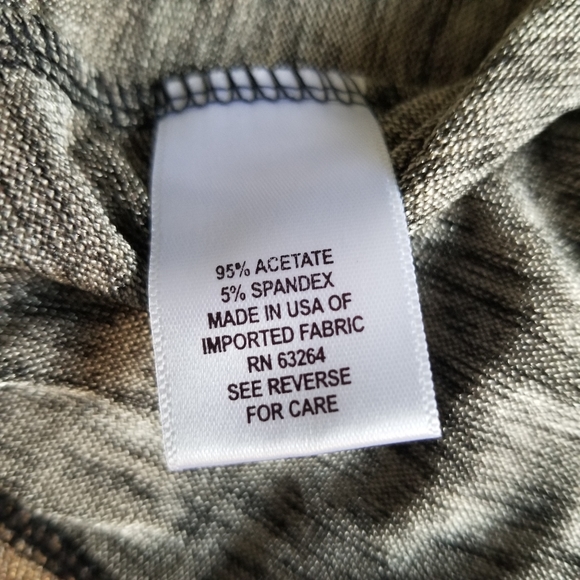 95% ACETATE
5% SPANDEX
MADE IN USA OF
IMPORTED FABRIC
RN 63264
SEE REVERSE
FOR CARE